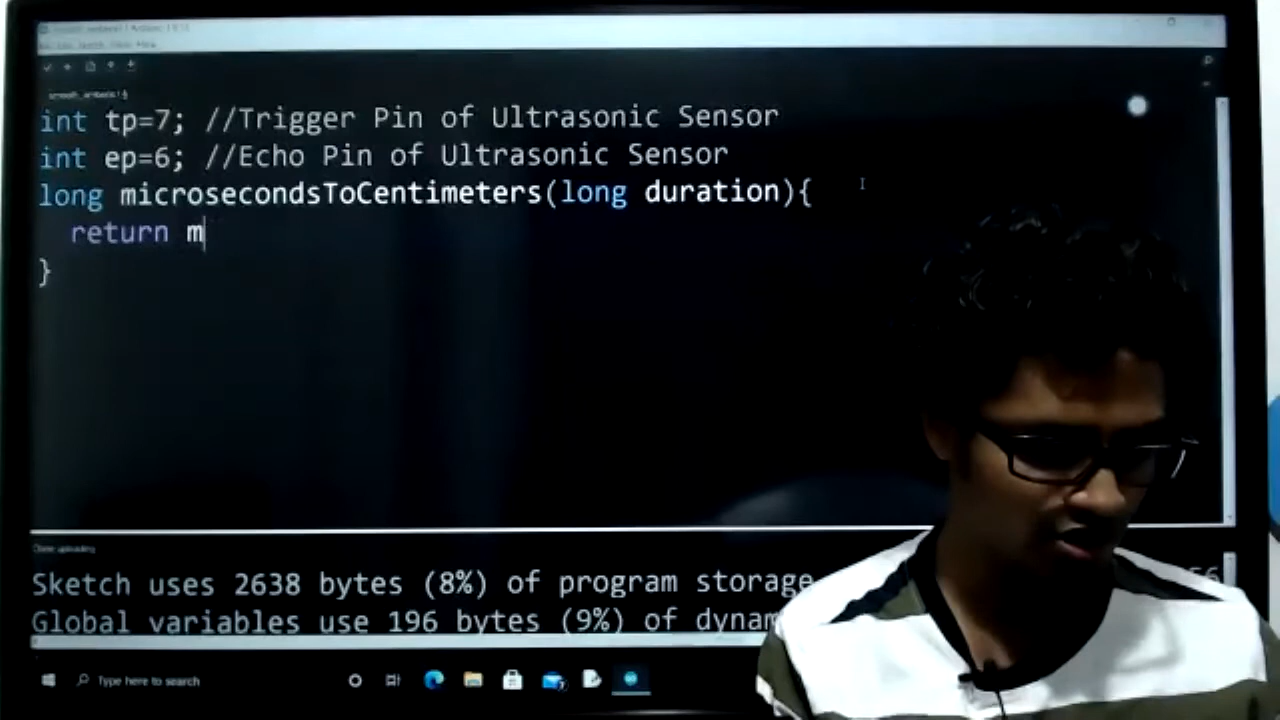 int tp=7; //Trigger Pin of Ultrasonic Sensor
int ep=6; //Echo Pin of Ultrasonic Sensor
long microsecondsToCentimeters(long duration){
return m
}
Done uploading
Sketch uses 2638 bytes (8%) of program storage
Global variables use 196 bytes (9%) of dynam
Type here to search